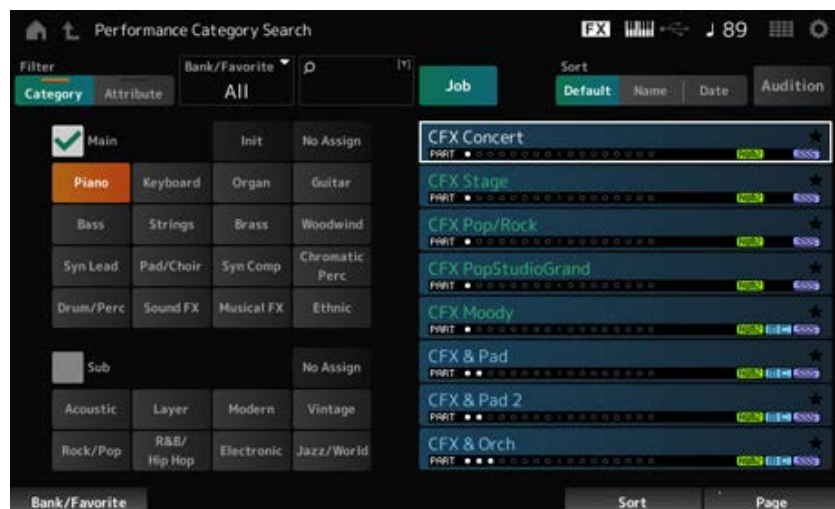 Performance Category Search
FX
♩ 89
Filter
Category
Attribute
Bank/Favorite
All
Job
Sort
Default
Name
Date
Audition
Main
Init
No Assign
Piano
Keyboard
Organ
Guitar
Bass
Strings
Brass
Woodwind
Syn Lead
Pad/Choir
Syn Comp
Chromatic
Perc
Drum/Perc
Sound FX
Musical FX
Ethnic
Sub
No Assign
Acoustic
Layer
Modern
Vintage
Rock/Pop
R&B/
Hip Hop
Electronic
Jazz/World
CFX Concert
PART
CFX Stage
PART
CFX Pop/Rock
PART
CFX PopStudioGrand
PART
CFX Moody
PART
CFX & Pad
PART
CFX & Pad 2
PART
CFX & Orch
PART
Bank/Favorite
Sort
Page